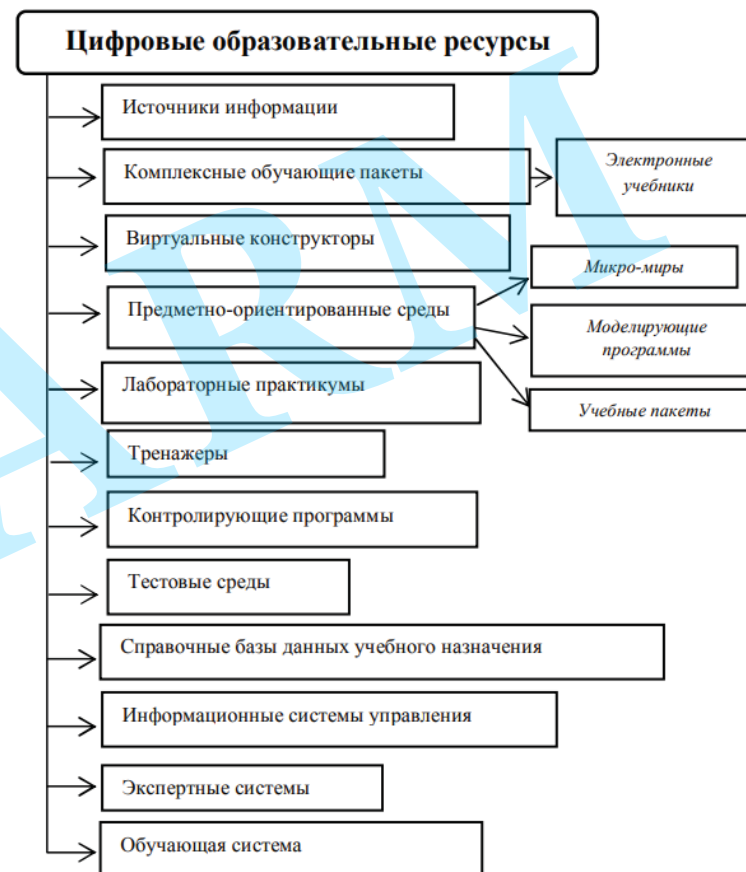 Цифровые образовательные ресурсы
Источники информации
Комплексные обучающие пакеты
Электронные
учебники
Виртуальные конструкторы
Микро-миры
Предметно-ориентированные среды
Моделирующие
программы
Лабораторные практикумы
Учебные пакеты
Тренажеры
Контролирующие программы
Тестовые среды
Справочные базы данных учебного назначения
Информационные системы управления
Экспертные системы
Обучающая система
ARM